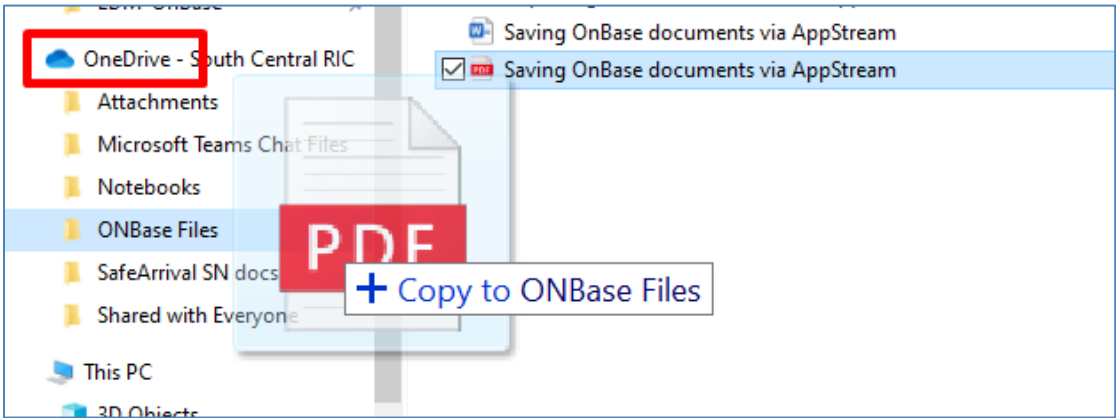 OneDrive - South Central RIC
Attachments
Microsoft Teams Chat Files
Notebooks
ONBase Files
SafeArrival SN docs
Shared with Everyone
This PC
3D Objects
Saving OnBase documents via AppStream
PDF Saving OnBase documents via AppStream
PDF
+ Copy to ONBase Files